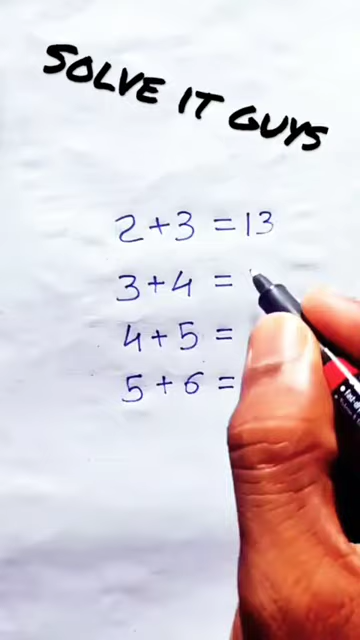 SOLVE IT GUYS
2+3 =13
3+4 =
4+5 =
5+6 =